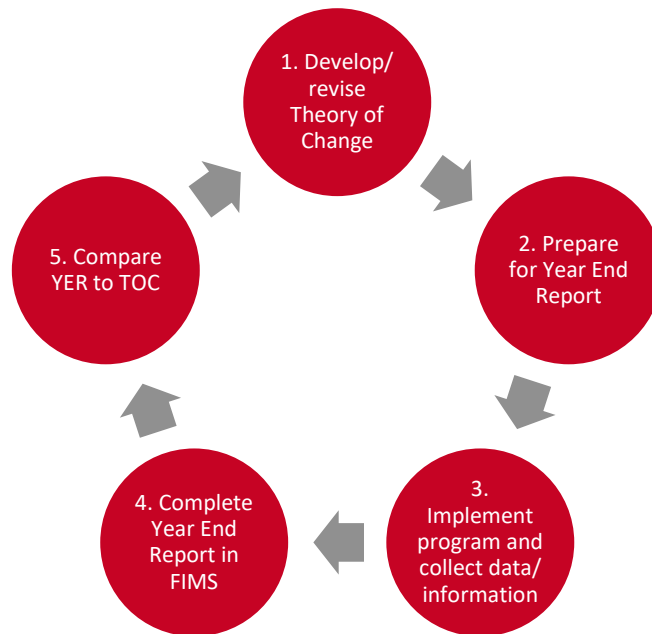 1. Develop/
revise
Theory of
Change
2. Prepare
for Year End
Report
3.
Implement
program and
collect data/
information
4. Complete
Year End
Report in
FIMS
5. Compare
YER to TOC